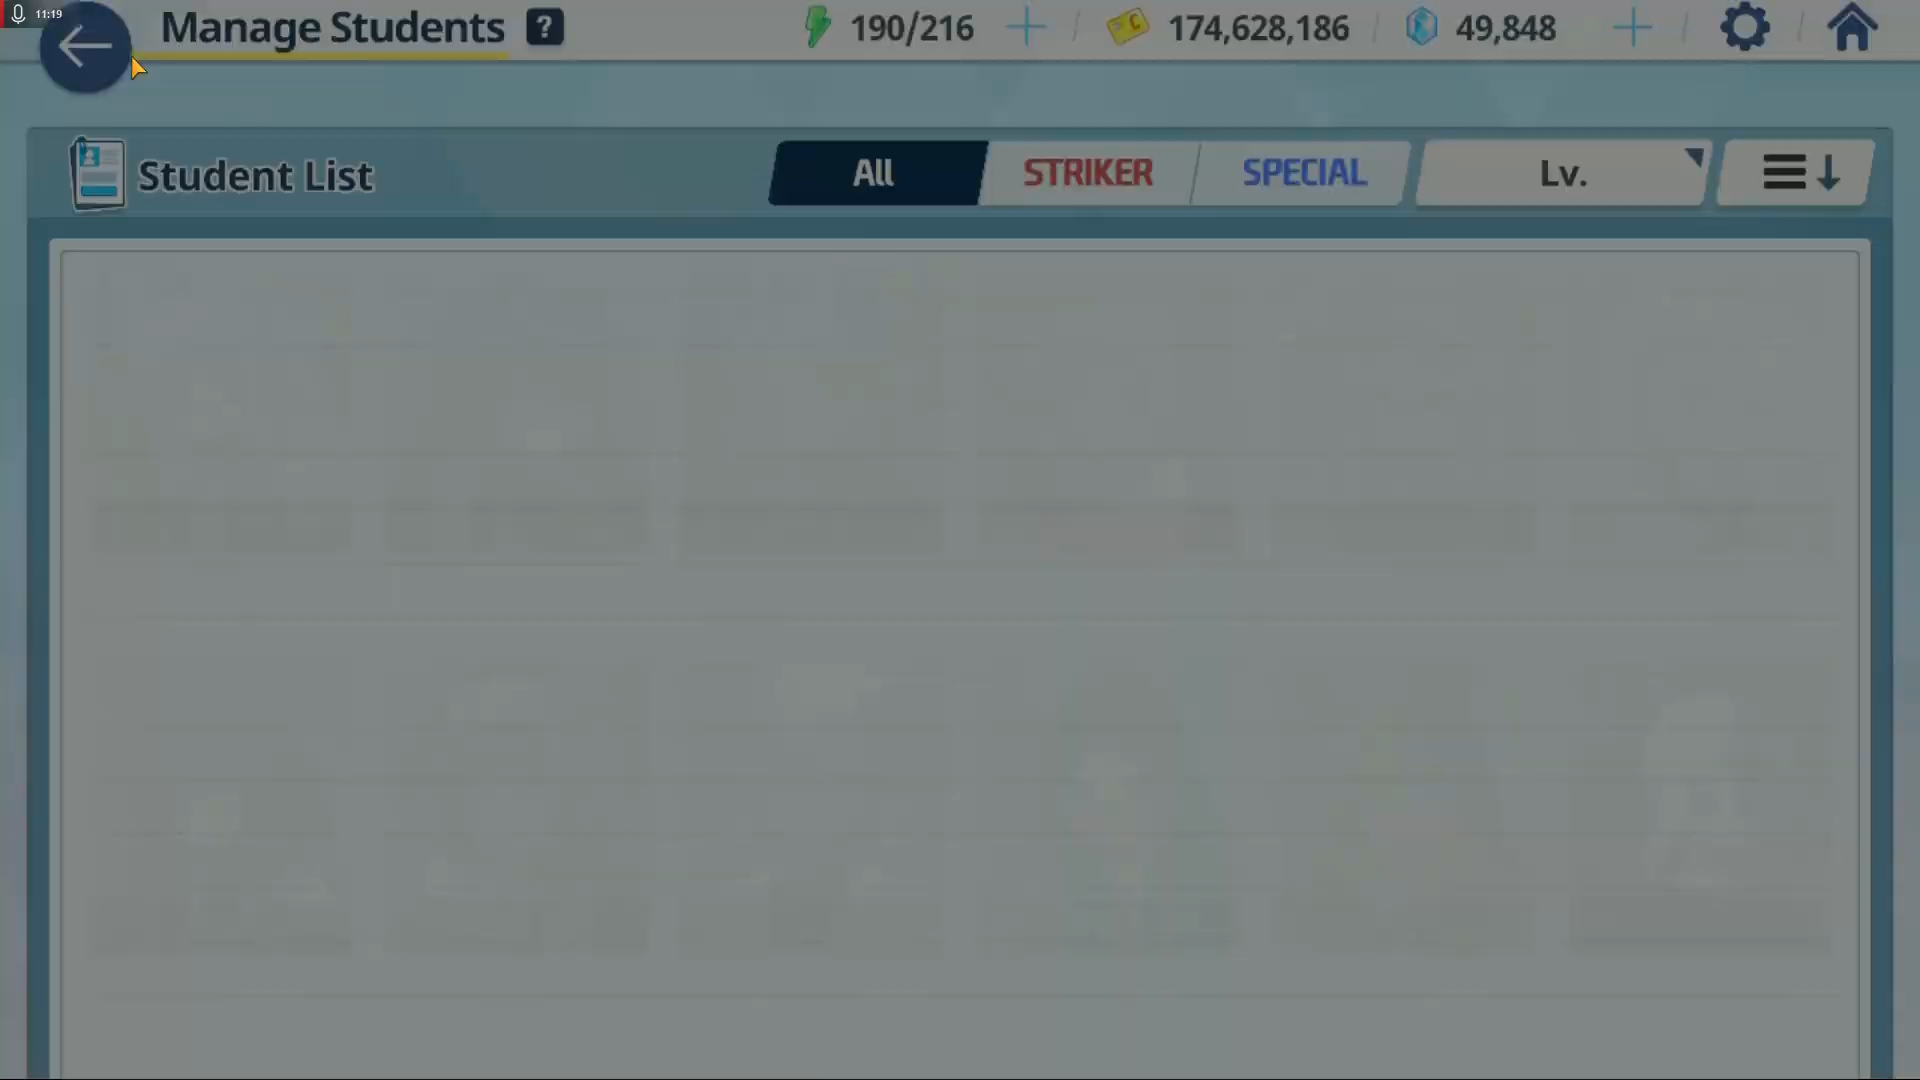 11:19
Manage Students ?
190/216
174,628,186
49,848
Student List
All
STRIKER
SPECIAL
Lv.